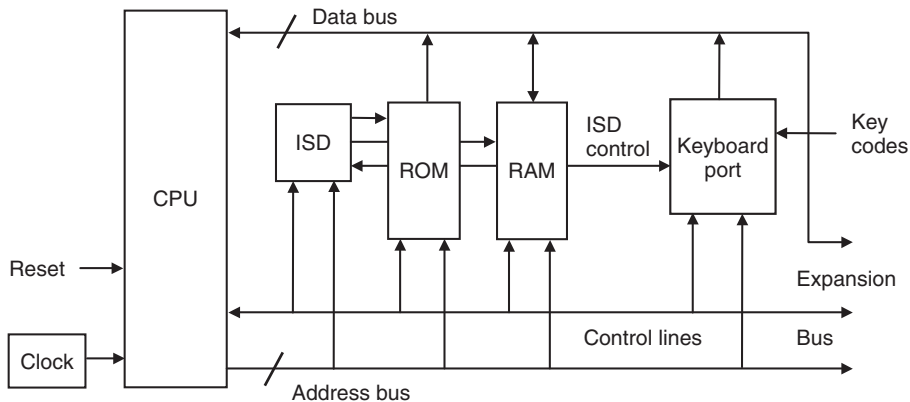 Data bus
ISD
ROM
RAM
ISD
control
Keyboard
port
Key
codes
CPU
Reset
Clock
Expansion
Control lines
Bus
Address bus